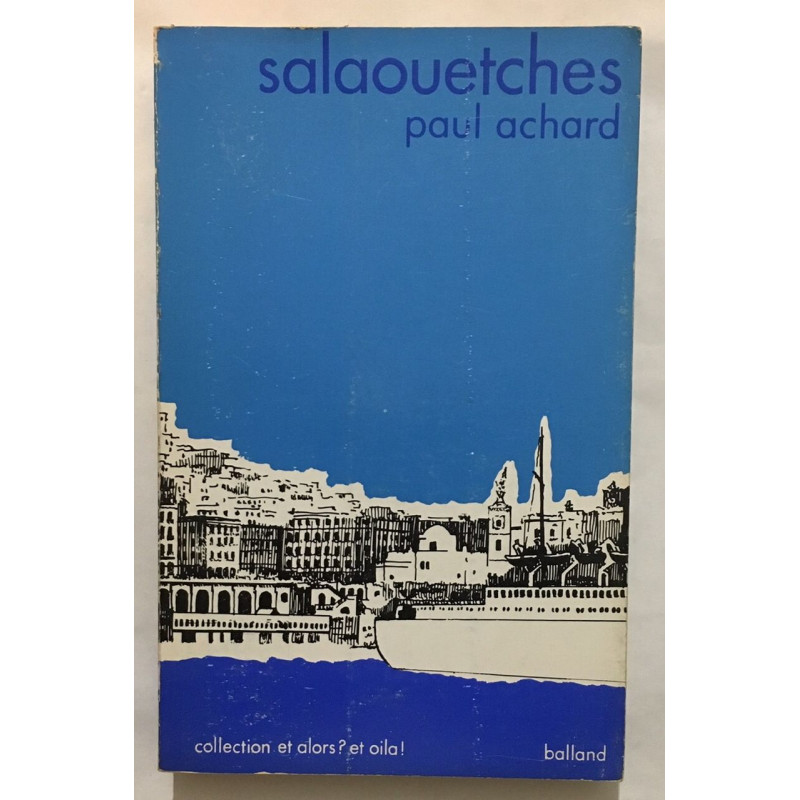 salaouetches
paul achard
collection et alors? et oila!
balland